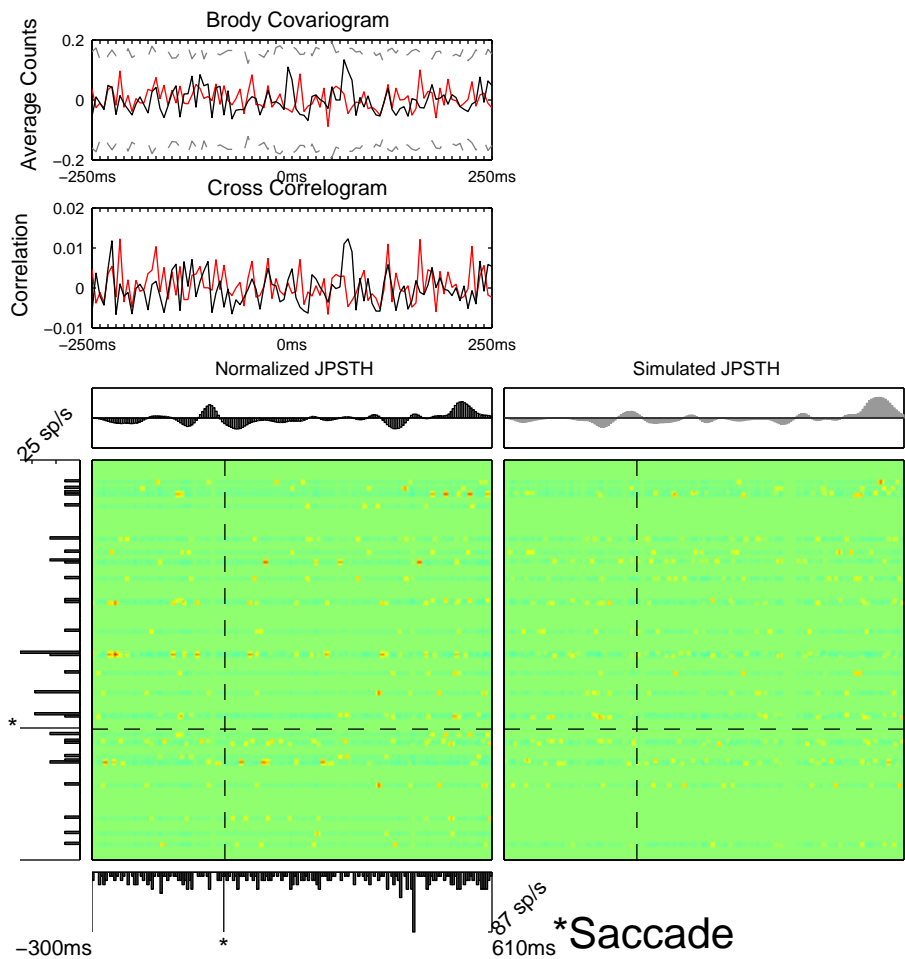 Brody Covariogram
Average Counts
0.2
0
−0.2
−250ms
0ms
250ms
Cross Correlogram
Correlation
0.02
0.01
0
−0.01
−250ms
0ms
250ms
Normalized JPSTH
Simulated JPSTH
25 sp/s
*
*
87 sp/s
−300ms
610ms
*Saccade